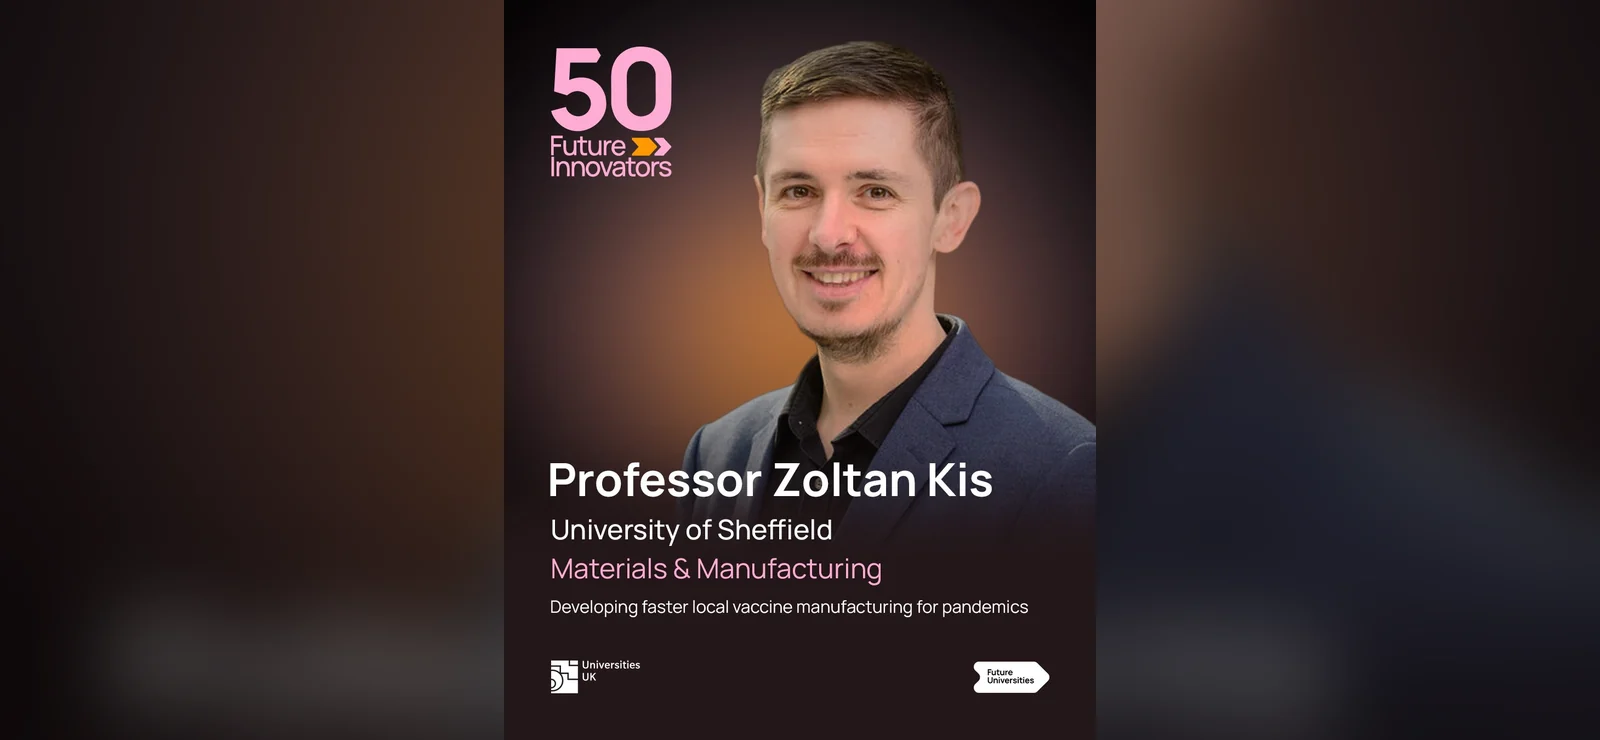 50
Future
Innovators
Professor Zoltan Kis
University of Sheffield
Materials & Manufacturing
Developing faster local vaccine manufacturing for pandemics
Universities
UK
Future
Universities